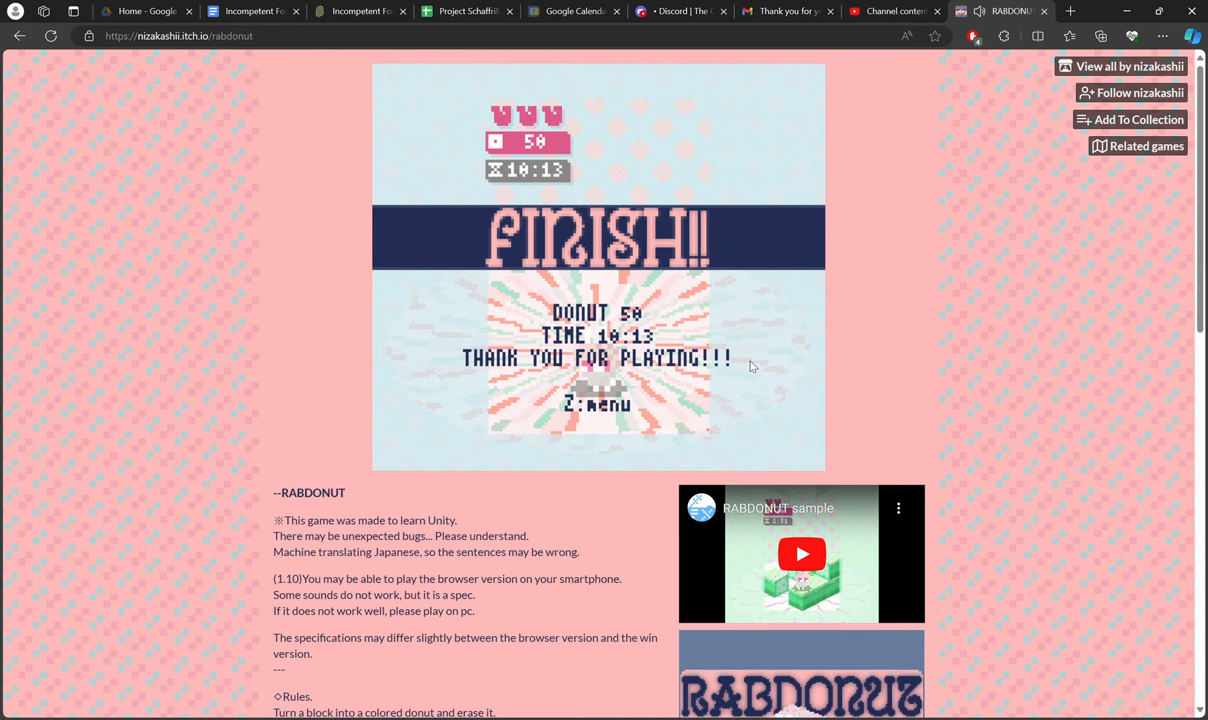 Home - Google
Incompetent Fo
Incompetent Fo
Project Schaffril
Google Calenda
• Discord | The C
Thank you for y
Channel content
RABDONUT
https://nizakashii.itch.io/rabdonut
4
View all by nizakashii
Follow nizakashii
Add To Collection
Related games
50
10:13
FINISH!!
DONUT 50
TIME 10:13
THANK YOU FOR PLAYING!!!
Z:menu
--RABDONUT
※This game was made to learn Unity.
There may be unexpected bugs... Please understand.
Machine translating Japanese, so the sentences may be wrong.
(1.10)You may be able to play the browser version on your smartphone.
Some sounds do not work, but it is a spec.
If it does not work well, please play on pc.
The specifications may differ slightly between the browser version and the win
version.
---
◇Rules.
Turn a block into a colored donut and erase it.
RABDONUT sample
2:51
RABDONUT